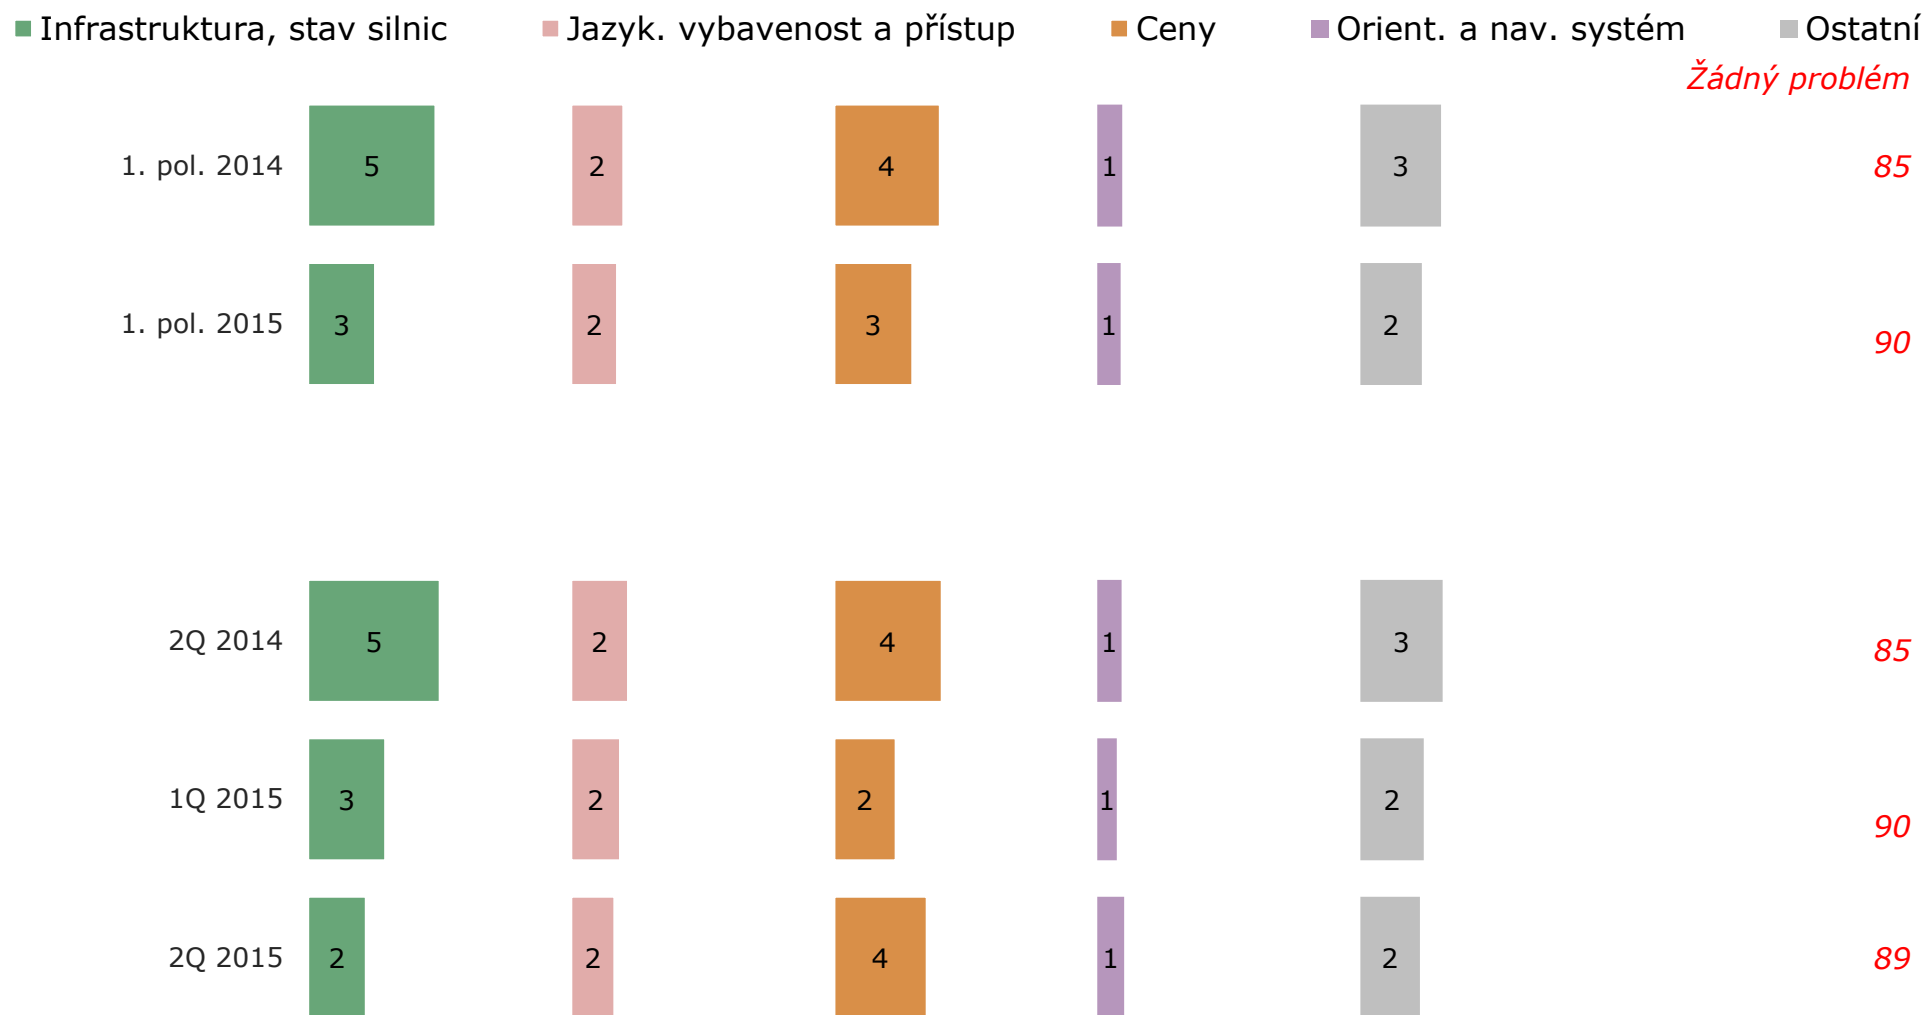 Infrastruktura, stav silnic Jazyk. vybavenost a přístup Ceny Orient. a nav. systém Ostatní
Žádný problém
1. pol. 2014 5 2 4 1 3 85
1. pol. 2015 3 2 3 1 2 90
2Q 2014 5 2 4 1 3 85
1Q 2015 3 2 2 1 2 90
2Q 2015 2 2 4 1 2 89